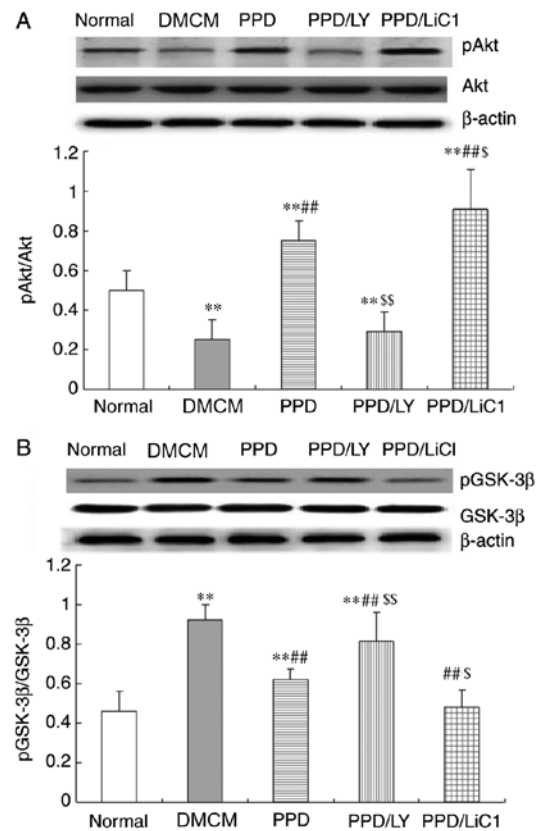 A
Normal DMCM PPD PPD/LY PPD/LiC1
pAkt
Akt
β-actin
1.2
1
0.8
0.6
0.4
0.2
0
pAkt/Akt
**
**##
**$$
**##$
Normal DMCM PPD PPD/LY PPD/LiC1
B
Normal DMCM PPD PPD/LY PPD/LiCl
pGSK-3β
GSK-3β
β-actin
1.2
1
0.8
0.6
0.4
0.2
0
pGSK-3β/GSK-3β
**
**##
**## $$
## $
Normal DMCM PPD PPD/LY PPD/LiC1